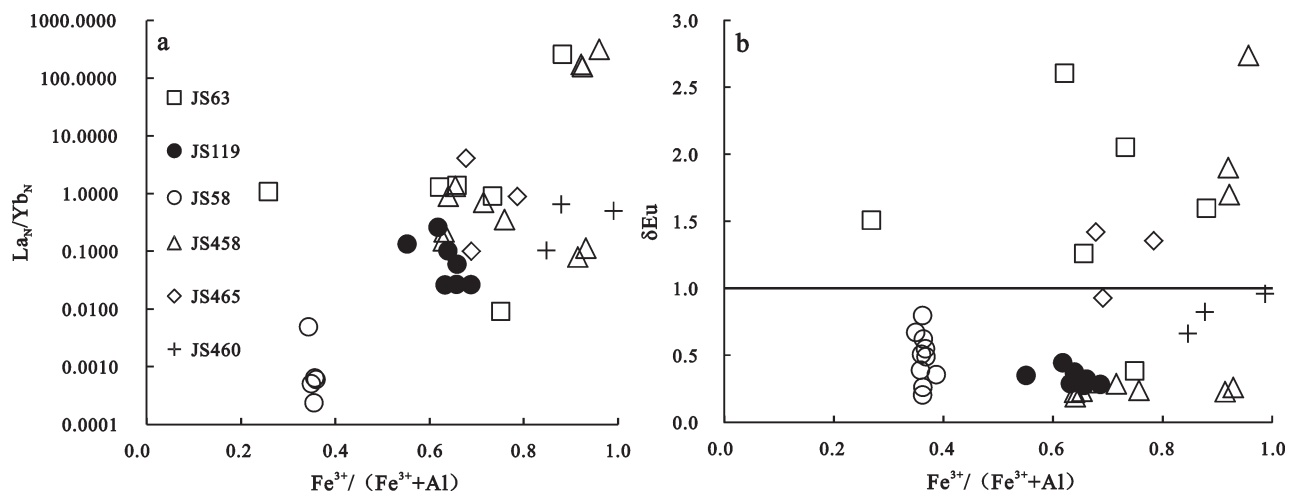 1000.0000
a
100.0000
10.0000
1.0000
0.1000
0.0100
0.0010
0.0001
La_N/Yb_N
JS63
JS119
JS58
JS458
JS465
JS460
0.0
0.2
0.4
0.6
0.8
1.0
Fe³⁺/（Fe³⁺+Al）
3.0
b
2.5
2.0
1.5
1.0
0.5
0.0
δEu
0.0
0.2
0.4
0.6
0.8
1.0
Fe³⁺/（Fe³⁺+Al）